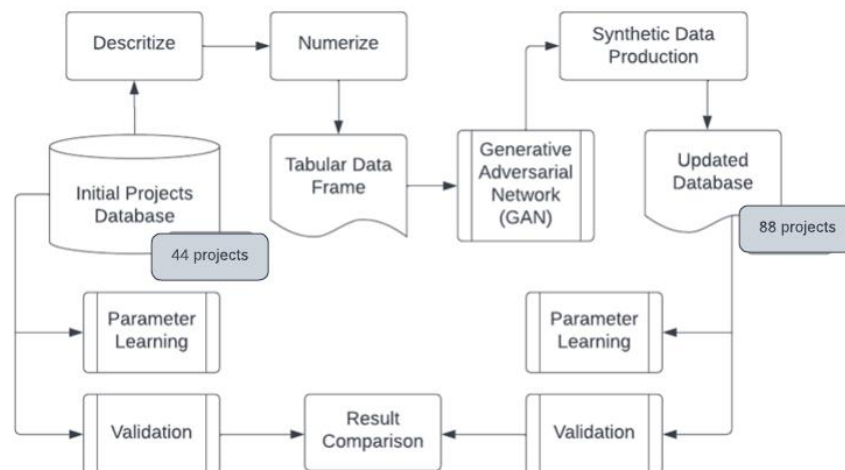 Descritize
Numerize
Synthetic Data
Production
Initial Projects
Database
44 projects
Tabular Data
Frame
Generative
Adversarial
Network
(GAN)
Updated
Database
88 projects
Parameter
Learning
Parameter
Learning
Validation
Result
Comparison
Validation